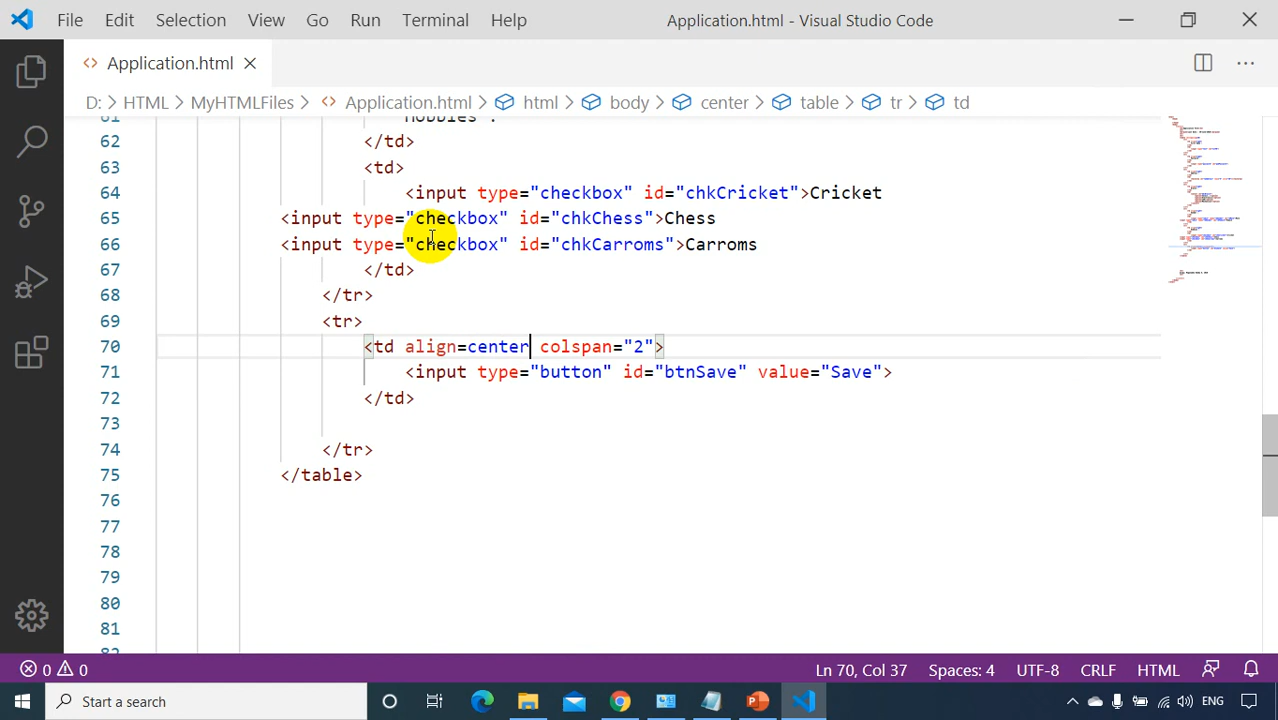 File Edit Selection View Go Run Terminal Help Application.html - Visual Studio Code
Application.html
D: > HTML > MyHTMLFiles > Application.html > html > body > center > table > tr > td
61 "Hobbies":
62 </td>
63 <td>
64 <input type="checkbox" id="chkCricket">Cricket
65 <input type="checkbox" id="chkChess">Chess
66 <input type="checkbox" id="chkCarroms">Carroms
67 </td>
68 </tr>
69 <tr>
70 <td align=center colspan="2">
71 <input type="button" id="btnSave" value="Save">
72 </td>
73
74 </tr>
75 </table>
76
77
78
79
80
81
82
0 0 Ln 70, Col 37 Spaces: 4 UTF-8 CRLF HTML
Start a search ENG